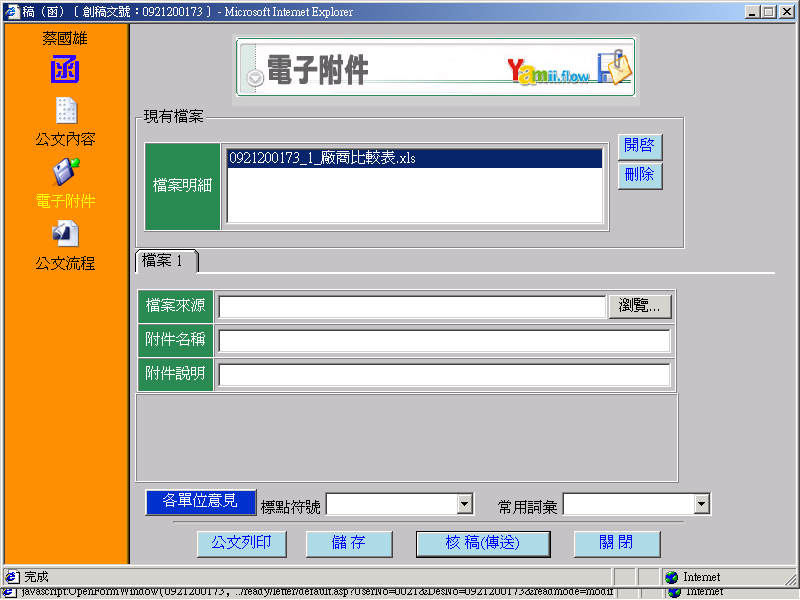 稿（函）〔 創稿文號：0921200173 〕 - Microsoft Internet Explorer
蔡國雄
函
公文內容
電子附件
公文流程
電子附件
Yamii.flow
現有檔案
檔案明細
0921200173_1_廠商比較表.xls
開啓
刪除
檔案 1
檔案來源
瀏覽...
附件名稱
附件說明
各單位意見
標點符號
常用詞彙
公文列印
儲 存
核 稿(傳送)
關 閉
完成
Internet
javascript:OpenFormWindow('0921200173','../ready/letter/default.asp?UserNo=0021&DesNo=0921200173&readmode=modif
Internet